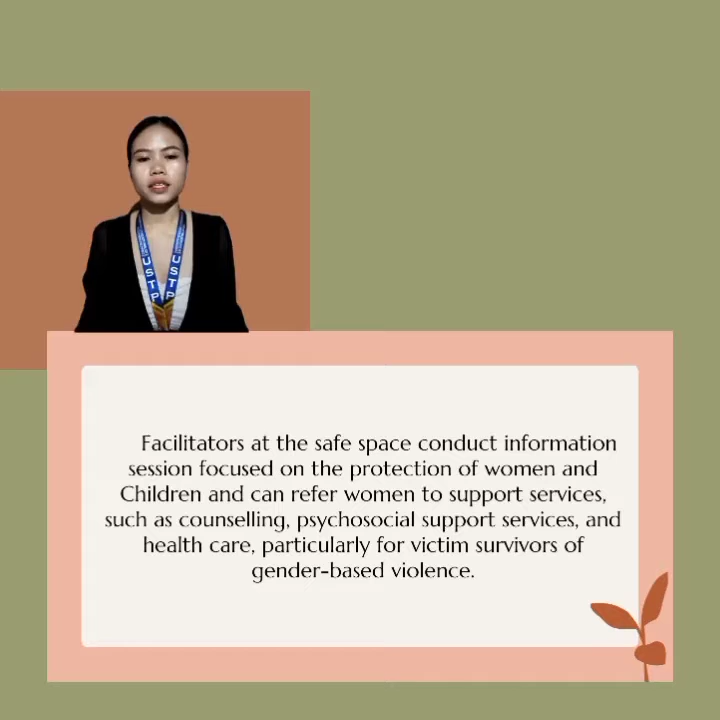 USTP
USTP
Facilitators at the safe space conduct information
session focused on the protection of women and
Children and can refer women to support services,
such as counselling, psychosocial support services, and
health care, particularly for victim survivors of
gender-based violence.